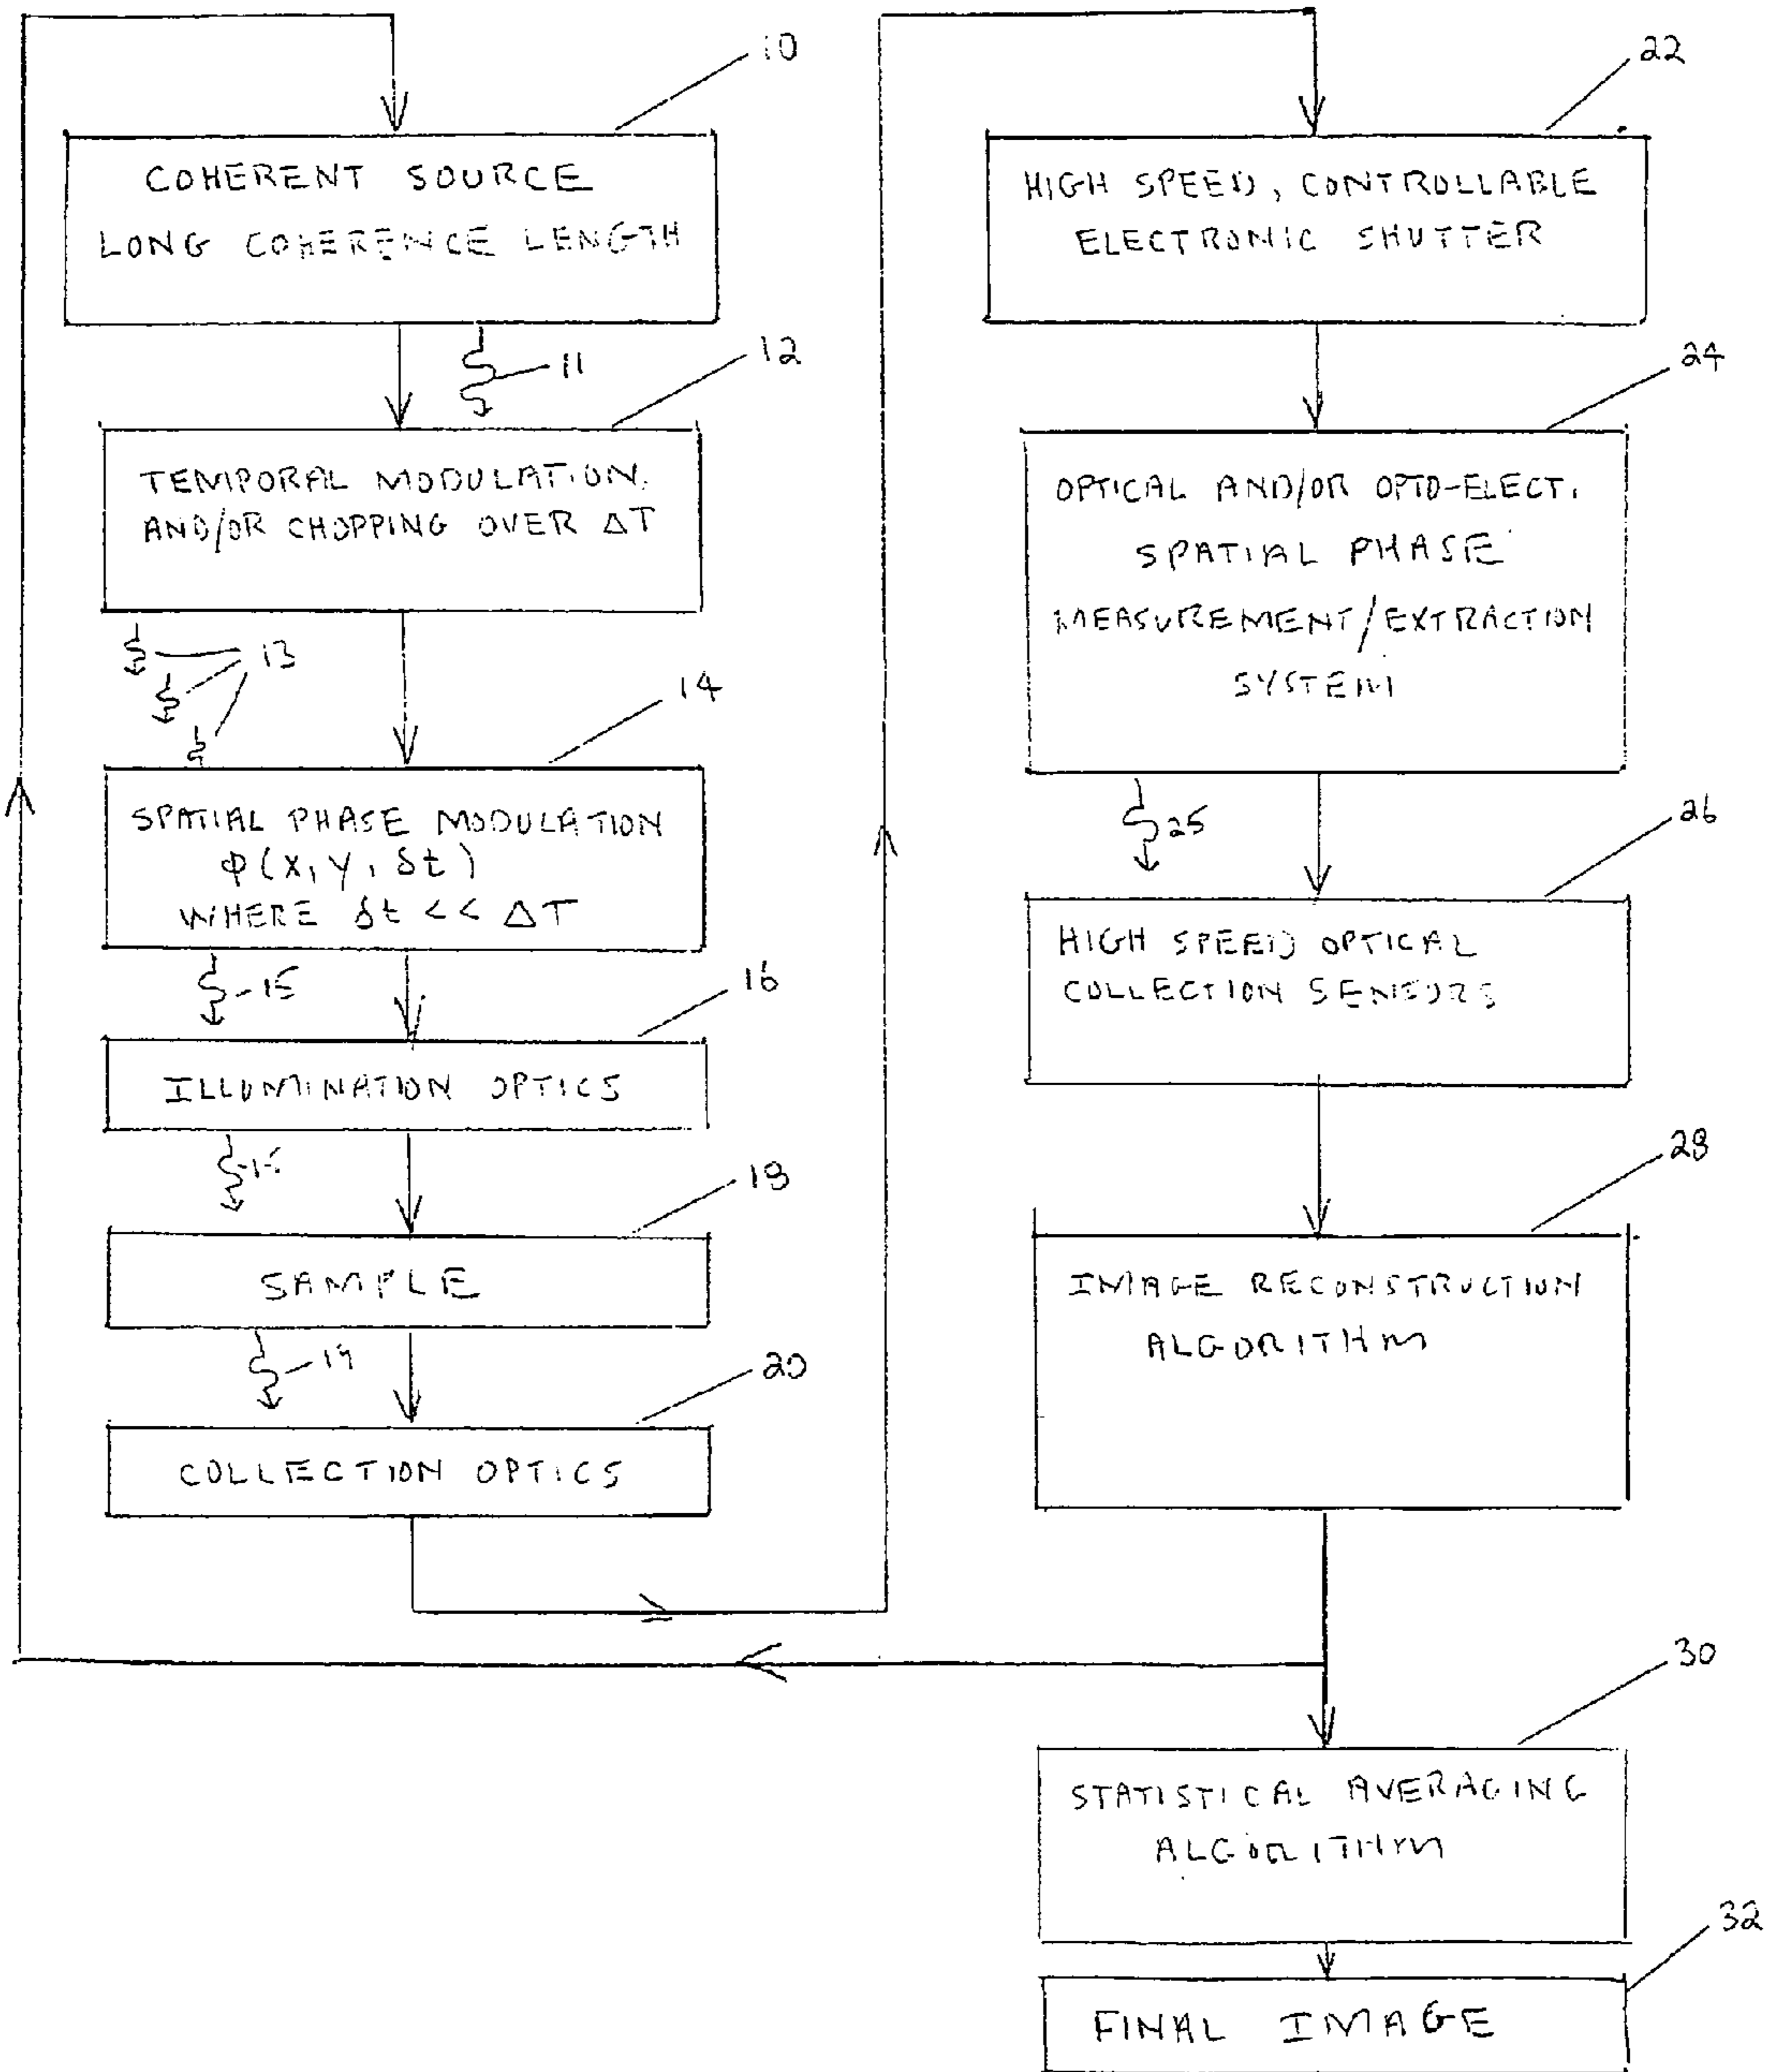 10
COHERENT SOURCE
LONG COHERENCE LENGTH
11
12
TEMPORAL MODULATION
AND/OR CHOPPING OVER ΔT
13
14
SPATIAL PHASE MODULATION
Φ(X, Y, δt)
WHERE δt << ΔT
15
16
ILLUMINATION OPTICS
15
18
SAMPLE
19
20
COLLECTION OPTICS
22
HIGH SPEED, CONTROLLABLE
ELECTRONIC SHUTTER
24
OPTICAL AND/OR OPTO-ELECT.
SPATIAL PHASE
MEASUREMENT/EXTRACTION
SYSTEM
25
26
HIGH SPEED OPTICAL
COLLECTION SENSORS
28
IMAGE RECONSTRUCTION
ALGORITHM
30
STATISTICAL AVERAGING
ALGORITHM
32
FINAL IMAGE